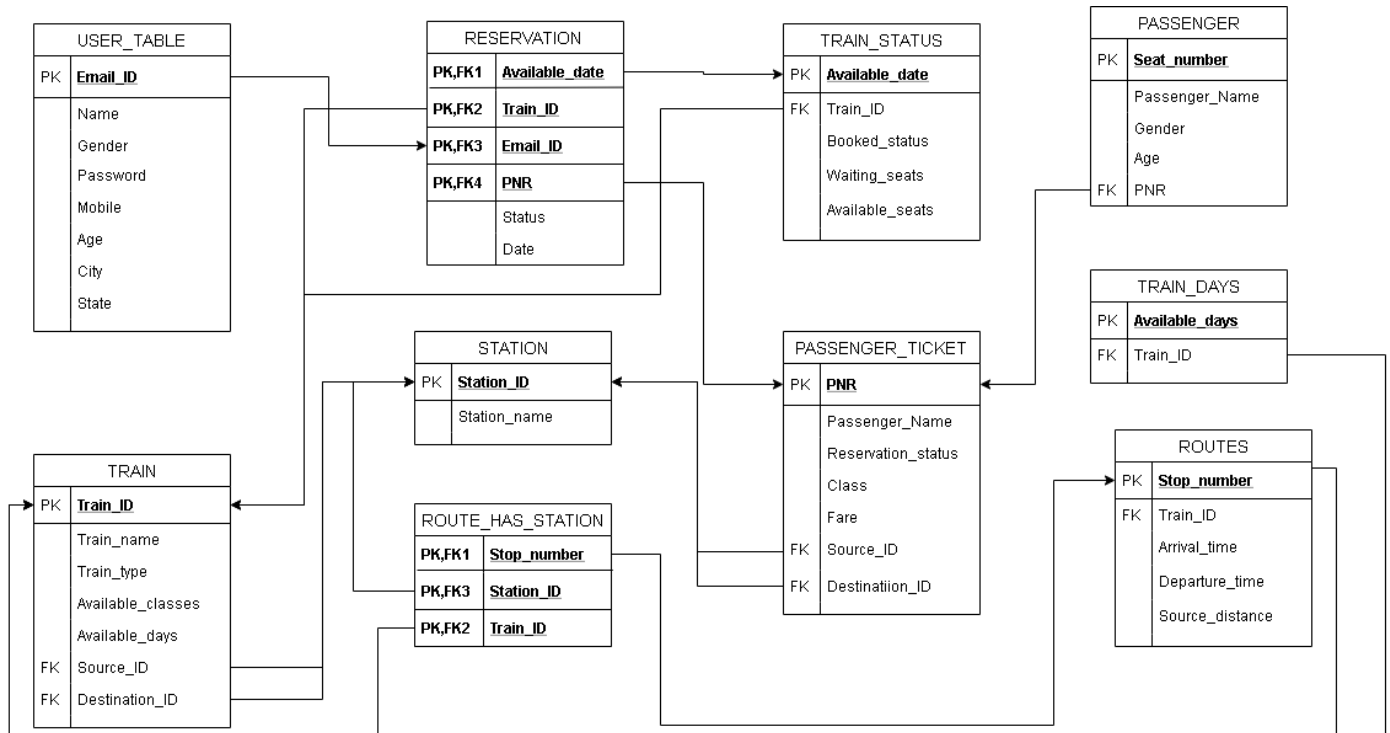 USER_TABLE
PK Email_ID
Name
Gender
Password
Mobile
Age
City
State
RESERVATION
PK,FK1 Available_date
PK,FK2 Train_ID
PK,FK3 Email_ID
PK,FK4 PNR
Status
Date
TRAIN_STATUS
PK Available_date
FK Train_ID
Booked_status
Waiting_seats
Available_seats
PASSENGER
PK Seat_number
Passenger_Name
Gender
Age
FK PNR
TRAIN_DAYS
PK Available_days
FK Train_ID
STATION
PK Station_ID
Station_name
PASSENGER_TICKET
PK PNR
Passenger_Name
Reservation_status
Class
Fare
FK Source_ID
FK Destinatiion_ID
TRAIN
PK Train_ID
Train_name
Train_type
Available_classes
Available_days
FK Source_ID
FK Destination_ID
ROUTE_HAS_STATION
PK,FK1 Stop_number
PK,FK3 Station_ID
PK,FK2 Train_ID
ROUTES
PK Stop_number
FK Train_ID
Arrival_time
Departure_time
Source_distance